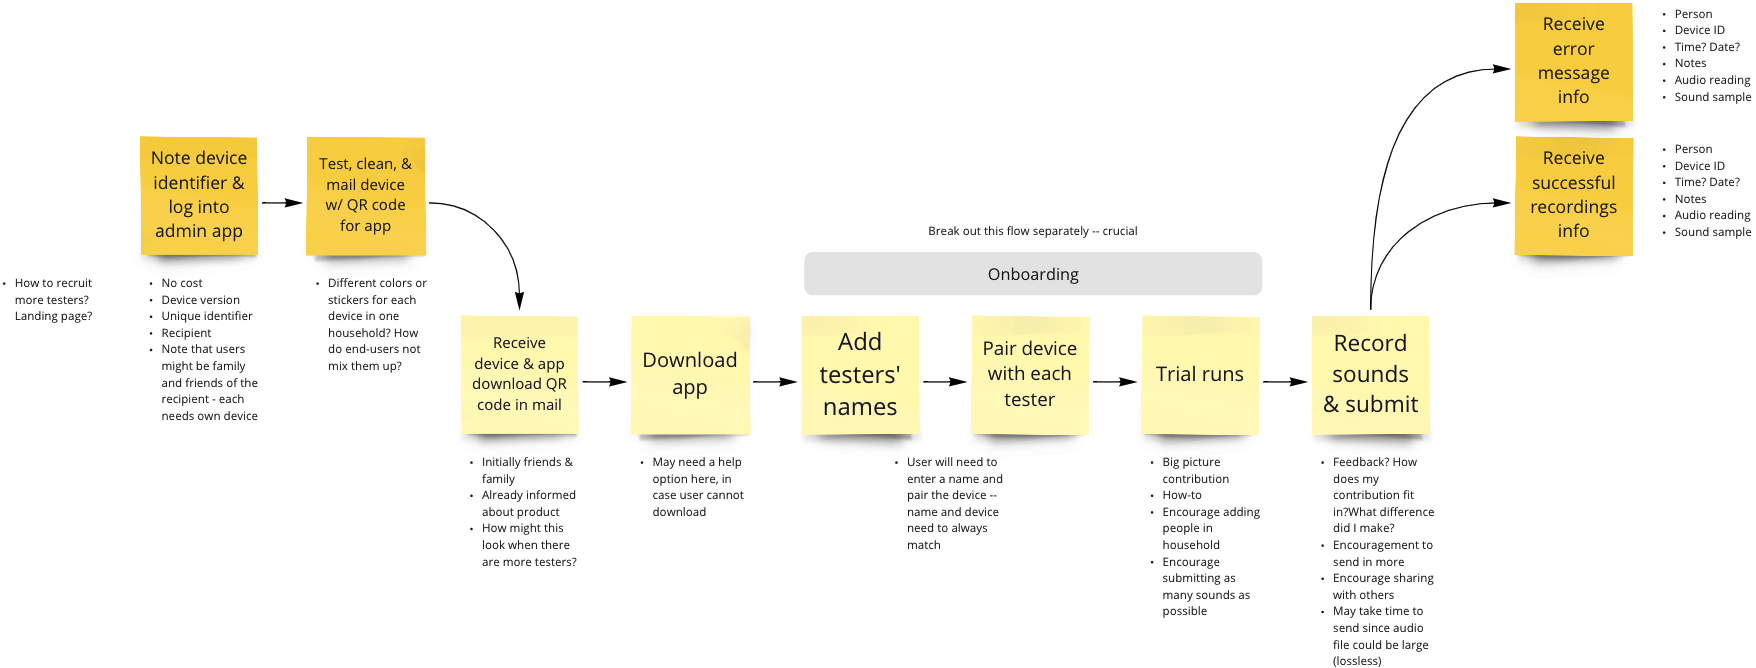 Receive
error
message
info
• Person
• Device ID
• Time? Date?
• Notes
• Audio reading
• Sound sample
Note device
identifier &
log into
admin app
Test, clean, &
mail device
w/ QR code
for app
Receive
successful
recordings
info
• Person
• Device ID
• Time? Date?
• Notes
• Audio reading
• Sound sample
Break out this flow separately -- crucial
Onboarding
• How to recruit
more testers?
Landing page?
• No cost
• Device version
• Unique identifier
• Recipient
• Note that users
might be family
and friends of the
recipient - each
needs own device
• Different colors or
stickers for each
device in one
household? How
do end-users not
mix them up?
Receive
device & app
download QR
code in mail
Download
app
Add
testers'
names
Pair device
with each
tester
Trial runs
Record
sounds
& submit
• Initially friends &
family
• Already informed
about product
• How might this
look when there
are more testers?
• May need a help
option here, in
case user cannot
download
• User will need to
enter a name and
pair the device --
name and device
need to always
match
• Big picture
contribution
• How-to
• Encourage adding
people in
household
• Encourage
submitting as
many sounds as
possible
• Feedback? How
does my
contribution fit
in?What difference
did I make?
• Encouragement to
send in more
• Encourage sharing
with others
• May take time to
send since audio
file could be large
(lossless)